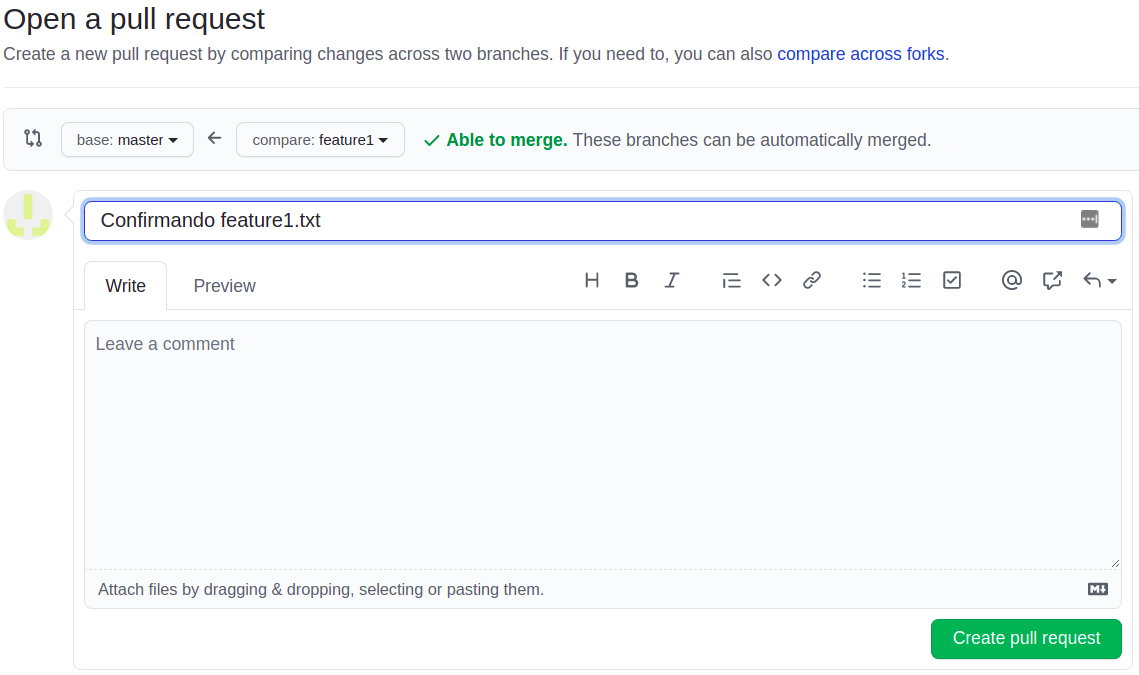 Open a pull request
Create a new pull request by comparing changes across two branches. If you need to, you can also compare across forks.
base: master compare: feature1 Able to merge. These branches can be automatically merged.
Confirmando feature1.txt
Write Preview
Leave a comment
Attach files by dragging & dropping, selecting or pasting them.
Create pull request